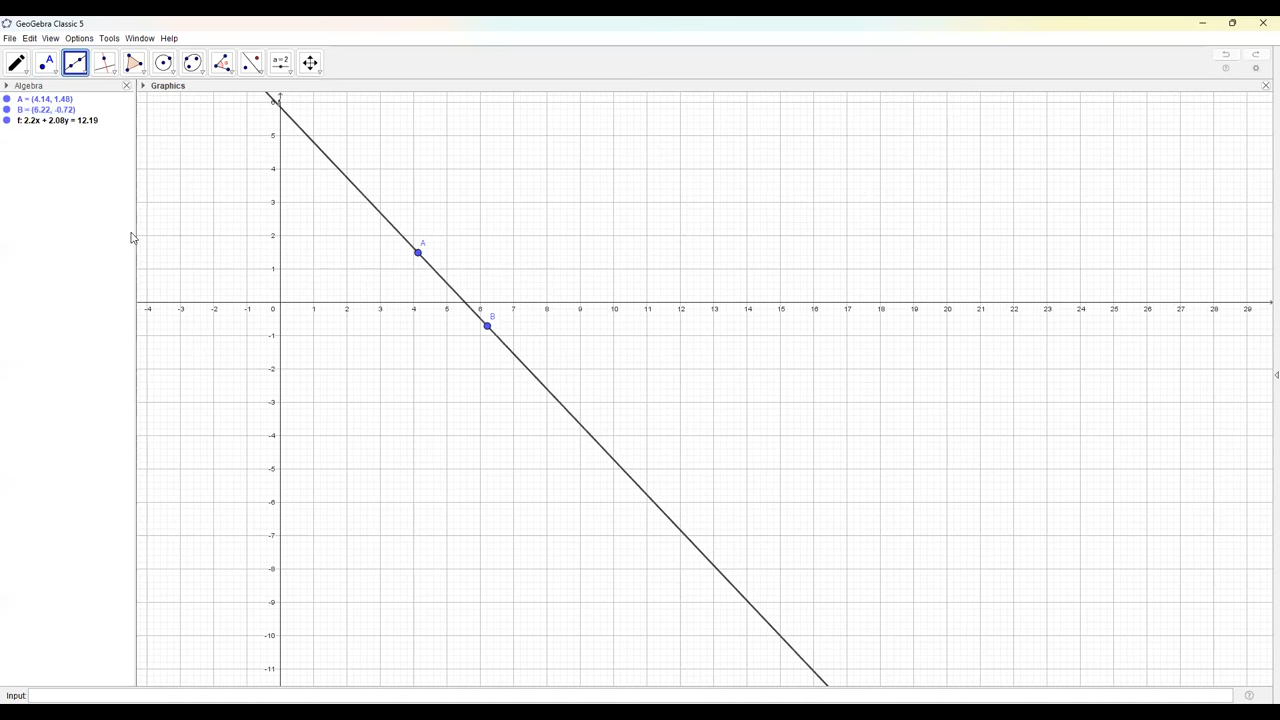 GeoGebra Classic 5
File Edit View Options Tools Window Help
A a=2
Algebra
Graphics
A = (4.14, 1.48)
B = (6.22, -0.72)
f: 2.2x + 2.08y = 12.19
6
5
4
3
2
1
A
-4 -3 -2 -1 0 1 2 3 4 5 6 7 8 9 10 11 12 13 14 15 16 17 18 19 20 21 22 23 24 25 26 27 28 29
B
-1
-2
-3
-4
-5
-6
-7
-8
-9
-10
-11
Input: